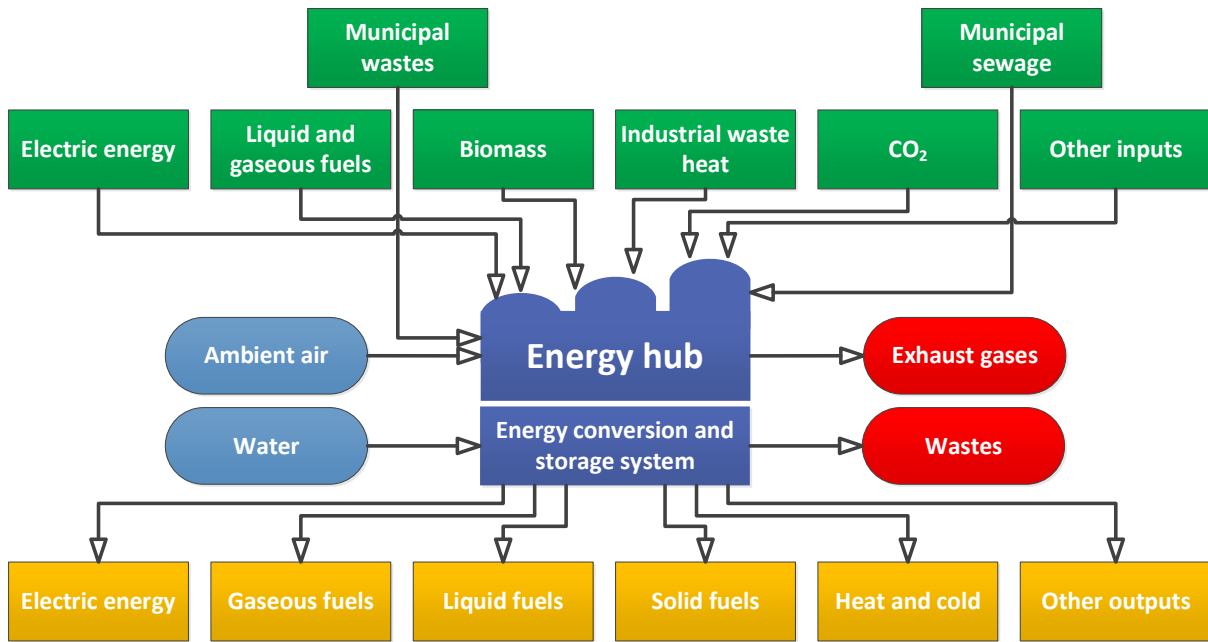 Municipal
wastes
Municipal
sewage
Electric energy
Liquid and
gaseous fuels
Biomass
Industrial waste
heat
CO₂
Other inputs
Ambient air
Energy hub
Exhaust gases
Water
Energy conversion and
storage system
Wastes
Electric energy
Gaseous fuels
Liquid fuels
Solid fuels
Heat and cold
Other outputs